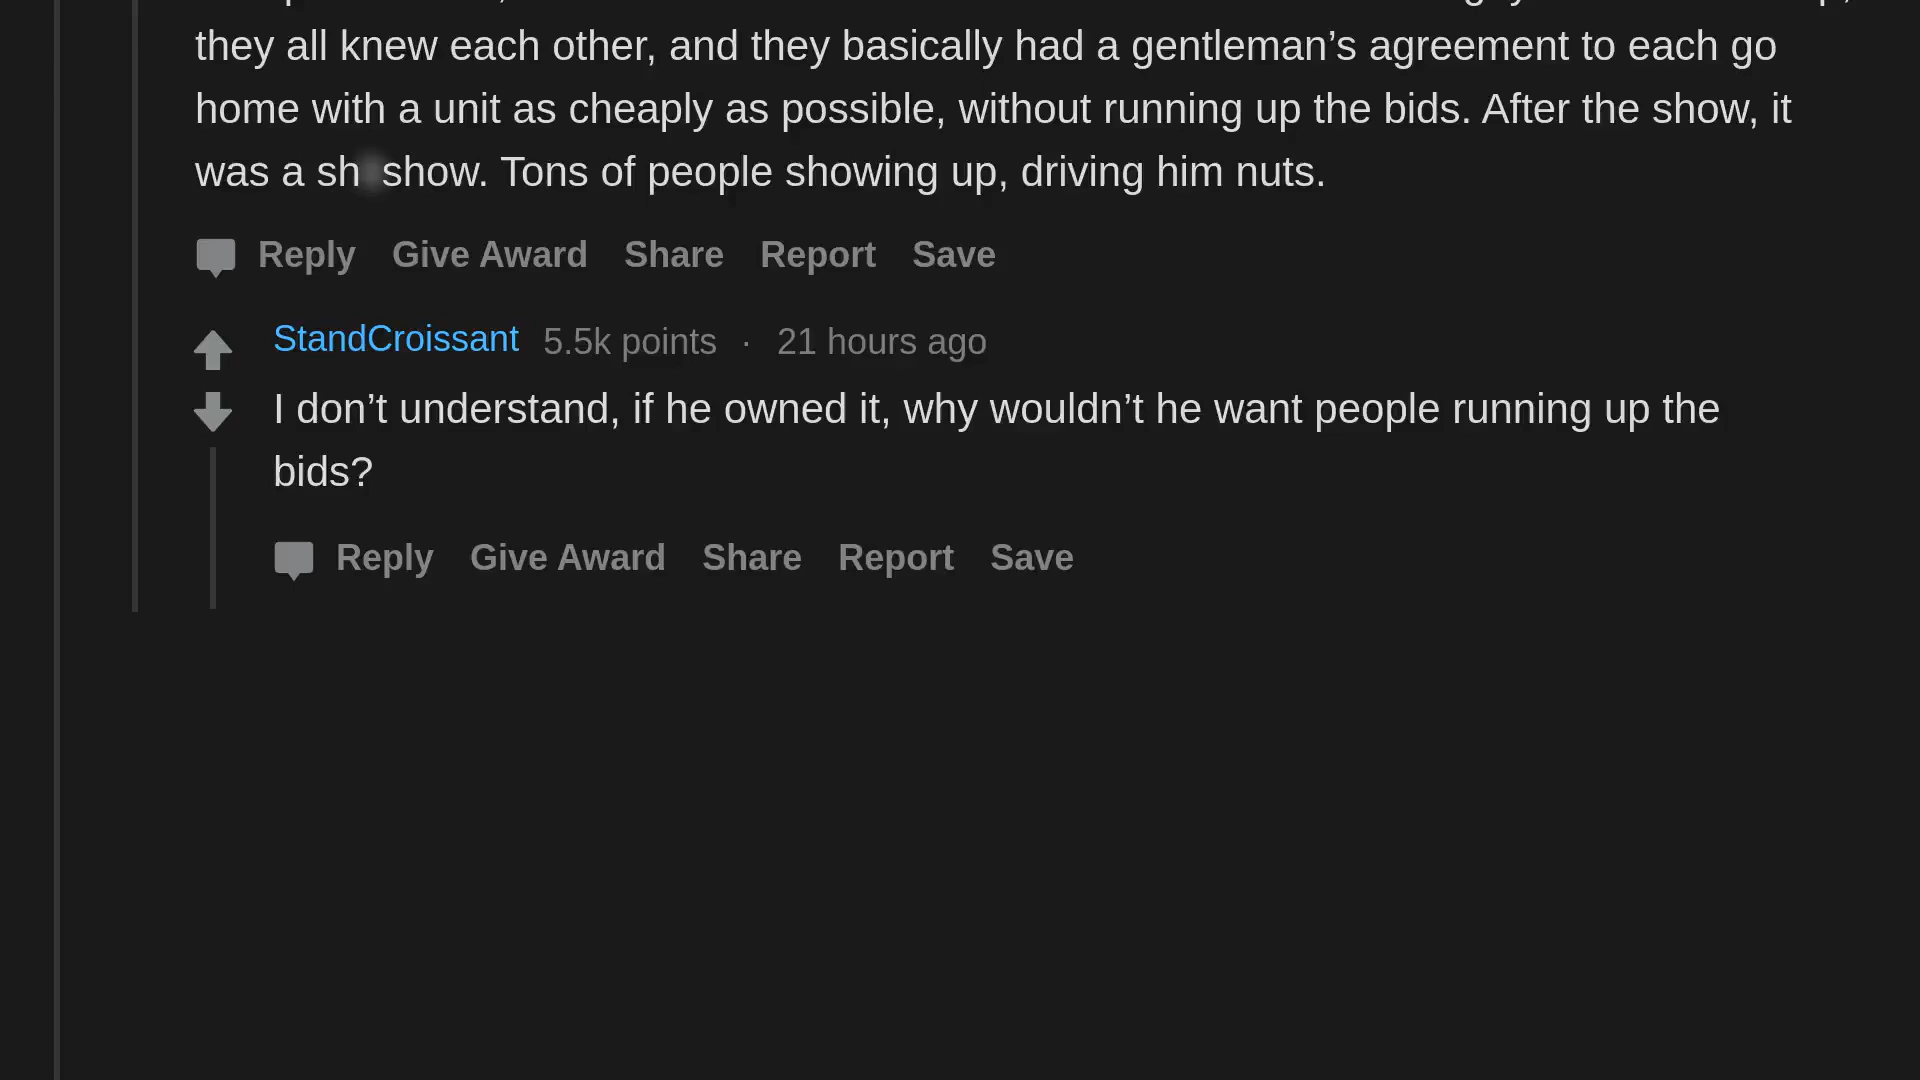 they all knew each other, and they basically had a gentleman’s agreement to each go
home with a unit as cheaply as possible, without running up the bids. After the show, it
was a sh show. Tons of people showing up, driving him nuts.
Reply Give Award Share Report Save
StandCroissant 5.5k points · 21 hours ago
I don’t understand, if he owned it, why wouldn’t he want people running up the
bids?
Reply Give Award Share Report Save